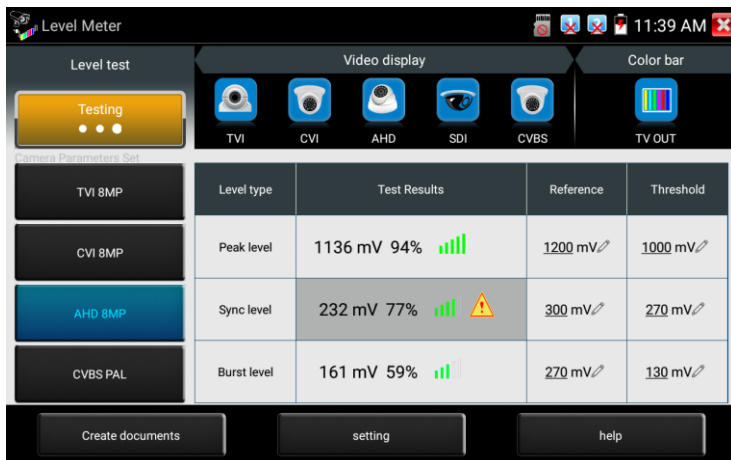 Level Meter
11:39 AM
Level test
Video display
Color bar
Testing
TVI
CVI
AHD
SDI
CVBS
TV OUT
Camera Parameters Set
TVI 8MP
CVI 8MP
AHD 8MP
CVBS PAL
Level type Test Results Reference Threshold
Peak level 1136 mV 94% 1200 mV 1000 mV
Sync level 232 mV 77% 300 mV 270 mV
Burst level 161 mV 59% 270 mV 130 mV
Create documents
setting
help